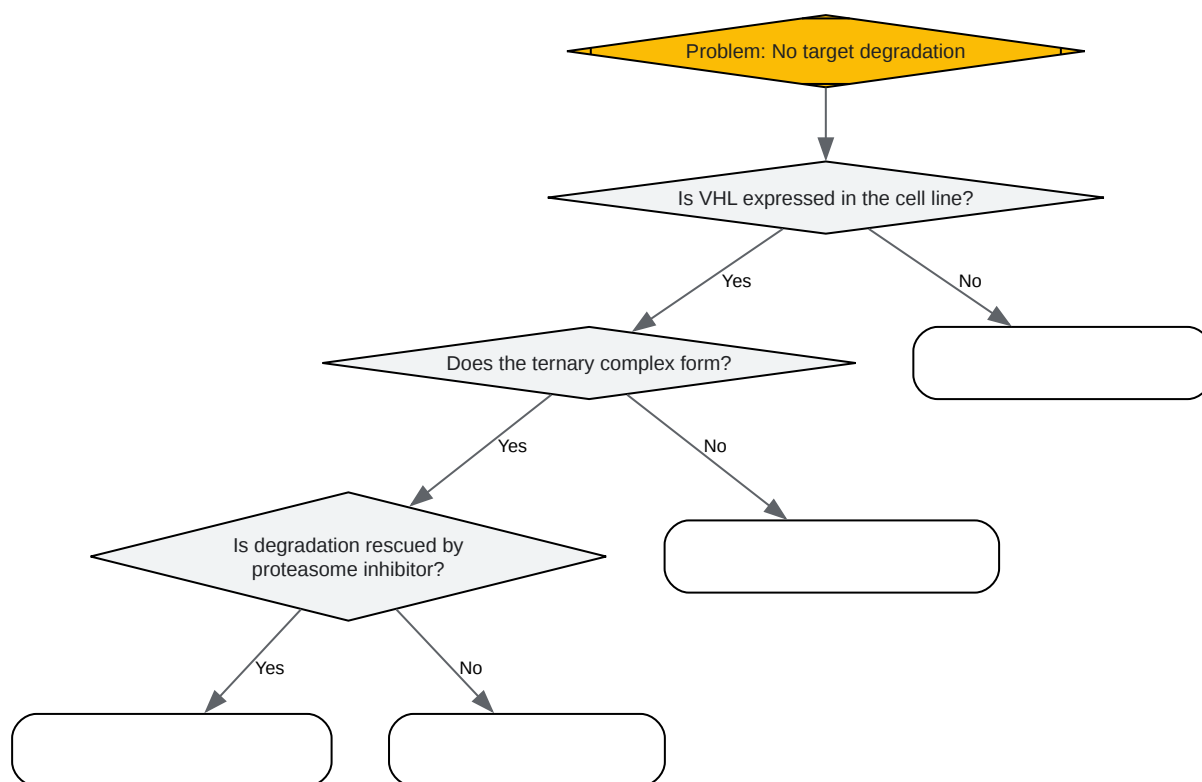 Problem: No target degradation
Is VHL expressed in the cell line?
Yes
No
Does the ternary complex form?
Yes
No
Is degradation rescued by
proteasome inhibitor?
Yes
No